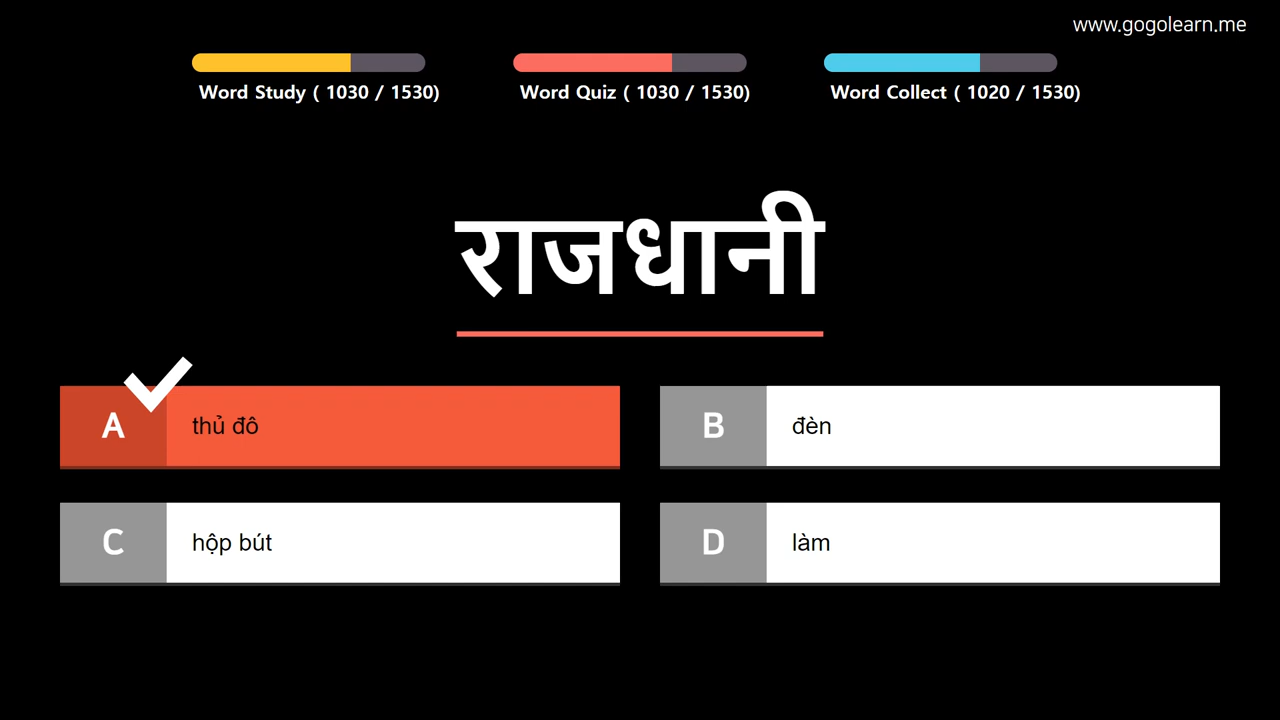 www.gogolearn.me
Word Study ( 1030 / 1530)
Word Quiz ( 1030 / 1530)
Word Collect ( 1020 / 1530)
राजधानी
A thủ đô
B đèn
C hộp bút
D làm